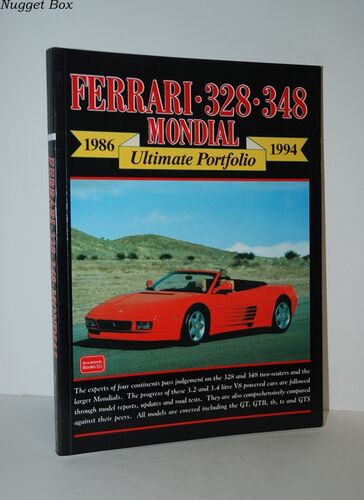 Nugget Box
FERRARI · 328 · 348
MONDIAL
1986
Ultimate Portfolio
1994
FERRARI · 328 · 348 · MONDIAL
Brooklands
Books
The experts of four continents pass judgement on the 328 and 348 two-seaters and the
larger Mondials. The progress of these 3.2 and 3.4 litre V8 powered cars are followed
through model reports, updates and road tests. They are also comprehensively compared
against their peers. All models are covered including the GT, GTB, tb, ts and GTS